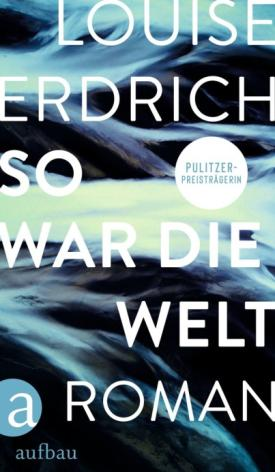 LOUISE
ERDRICH
SO
PULITZER-
PREISTRÄGERIN
WAR DIE
WELT
ROMAN
a
aufbau